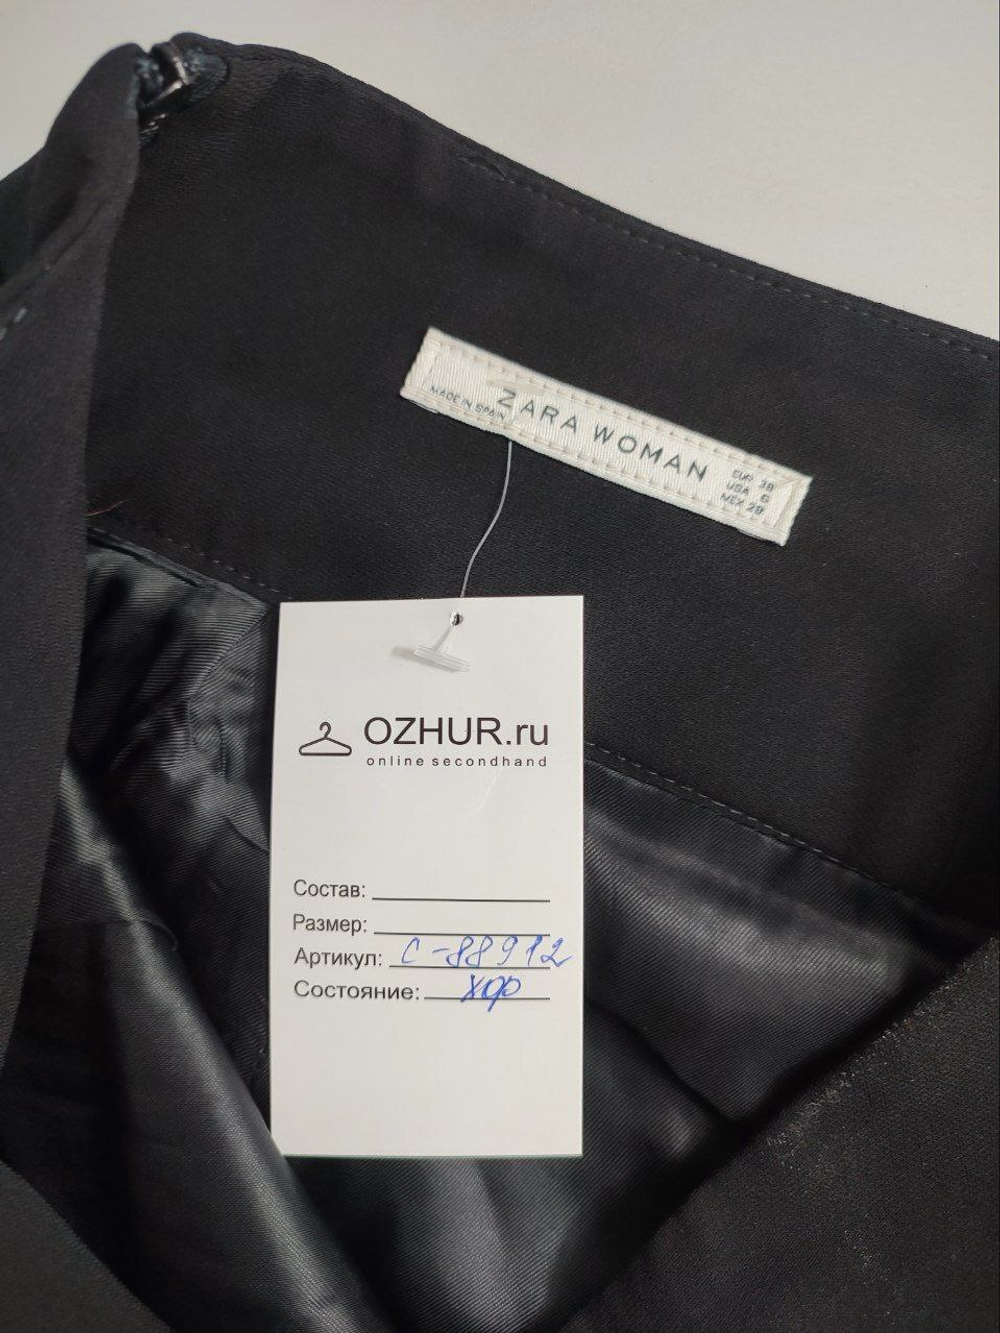 ZARA WOMAN
MADE IN SPAIN
EUR 38
USA 6
MEX 28
OZHUR.ru
online secondhand
Состав:
Размер:
Артикул: С-88912
Состояние: хор